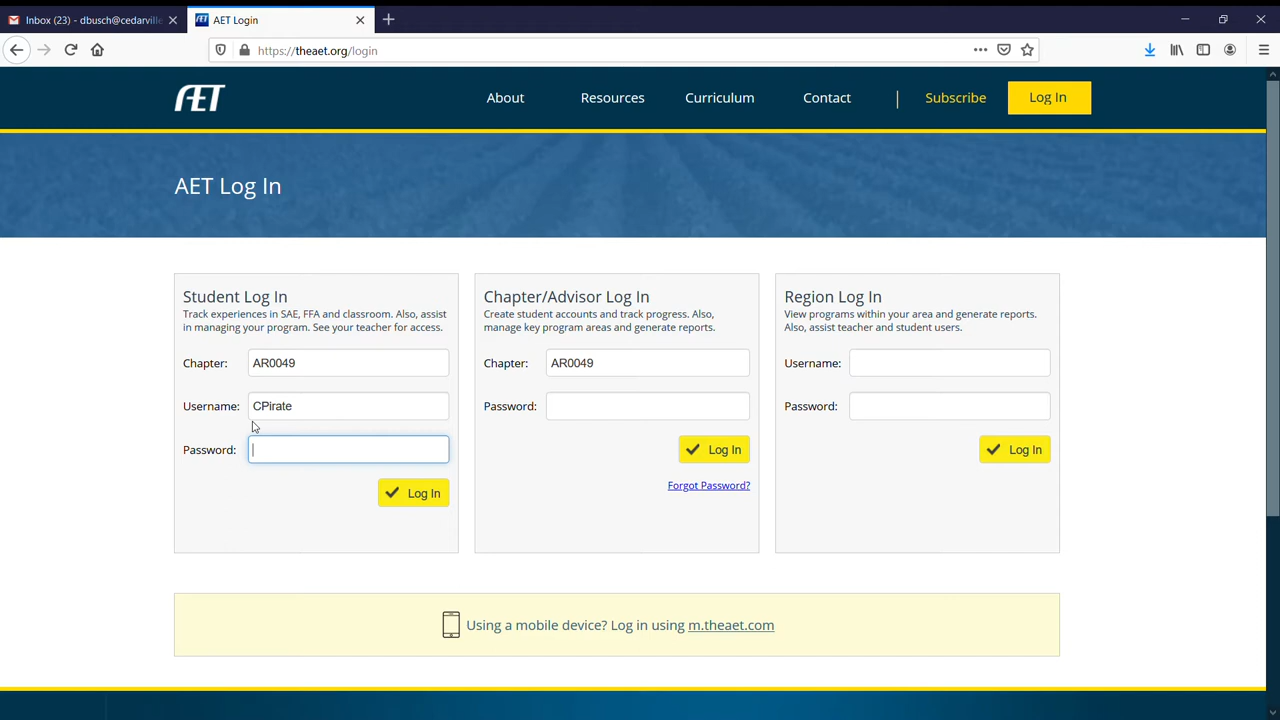 Inbox (23) - dbusch@cedarville
AET Login
https://theaet.org/login
AET
About
Resources
Curriculum
Contact
Subscribe
Log In
AET Log In
Student Log In
Track experiences in SAE, FFA and classroom. Also, assist
in managing your program. See your teacher for access.
Chapter:
AR0049
Username:
CPirate
Password:
Log In
Chapter/Advisor Log In
Create student accounts and track progress. Also,
manage key program areas and generate reports.
Chapter:
AR0049
Password:
Log In
Forgot Password?
Region Log In
View programs within your area and generate reports.
Also, assist teacher and student users.
Username:
Password:
Log In
Using a mobile device? Log in using m.theaet.com